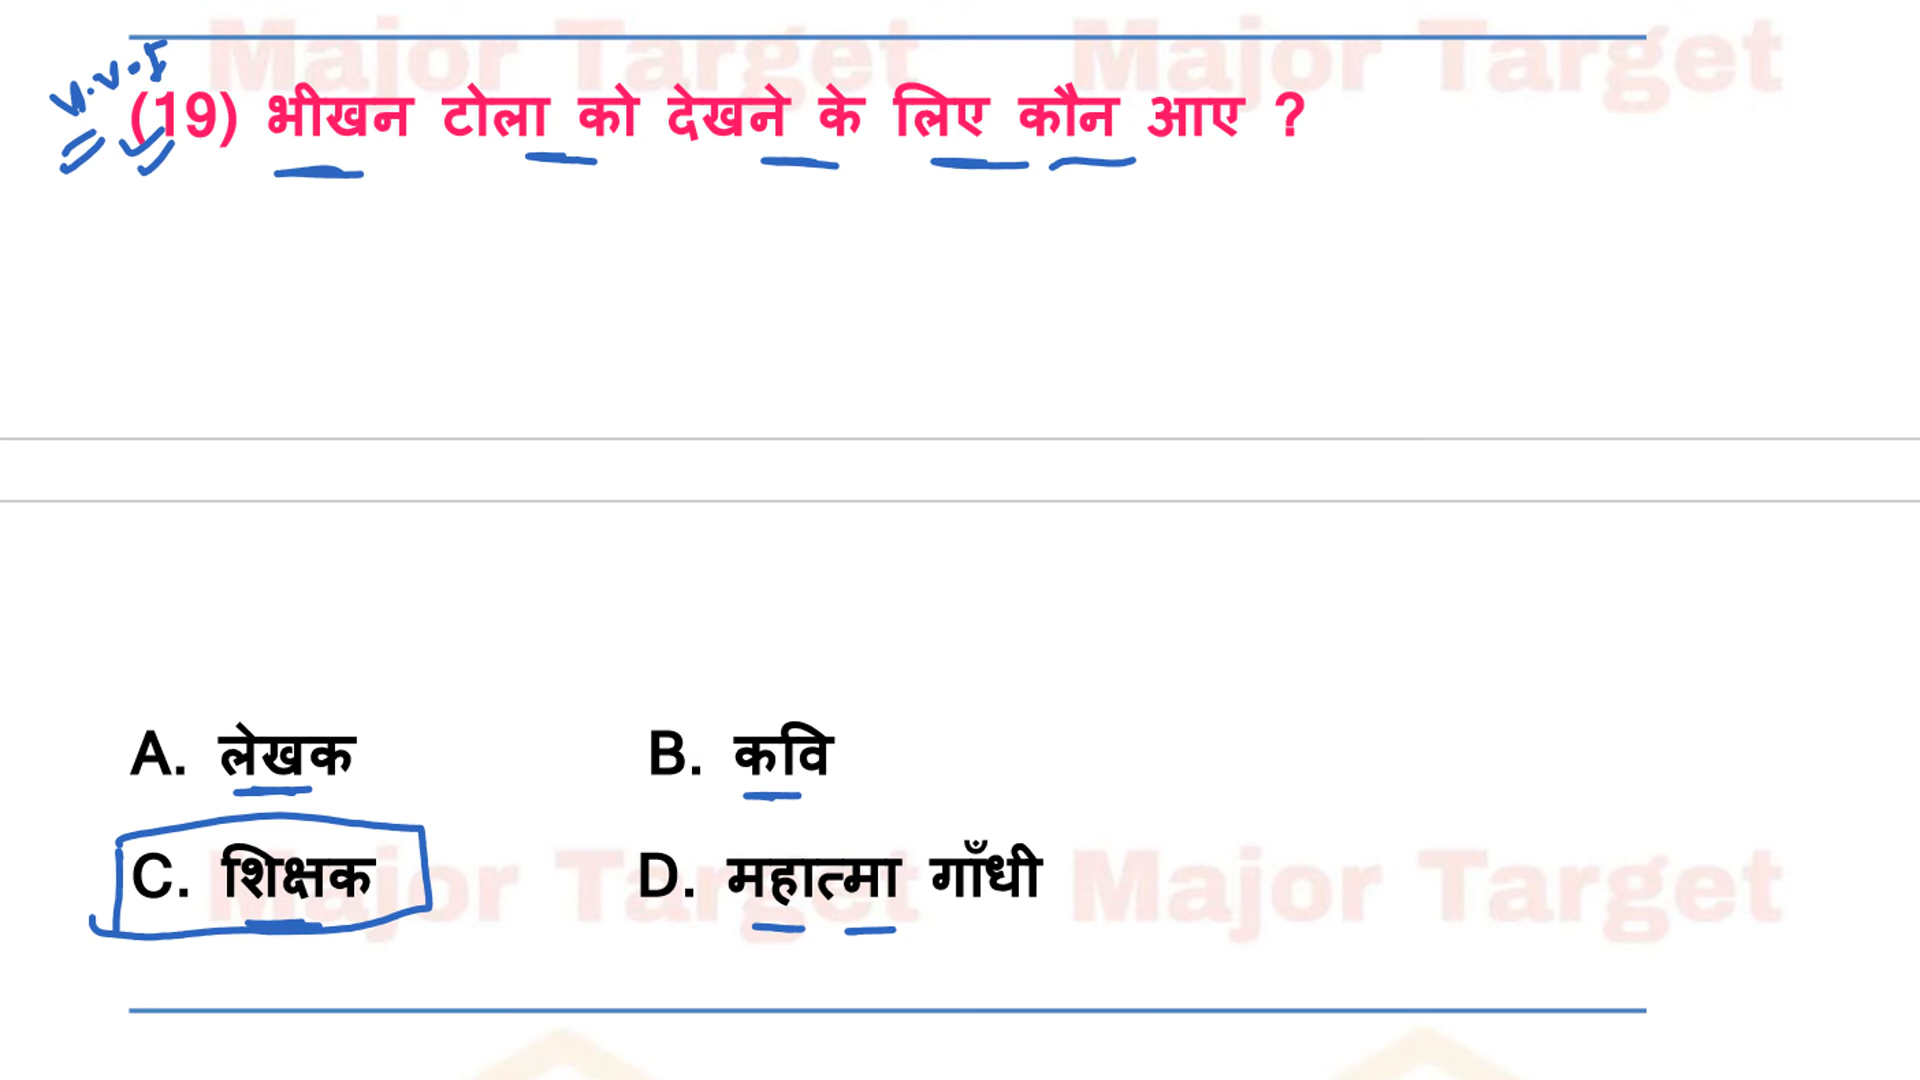 Major Target Major Target
v.v.I
(19) भीखन टोला को देखने के लिए कौन आए ?
A. लेखक B. कवि
C. शिक्षक D. महात्मा गाँधी
Major Target Major Target